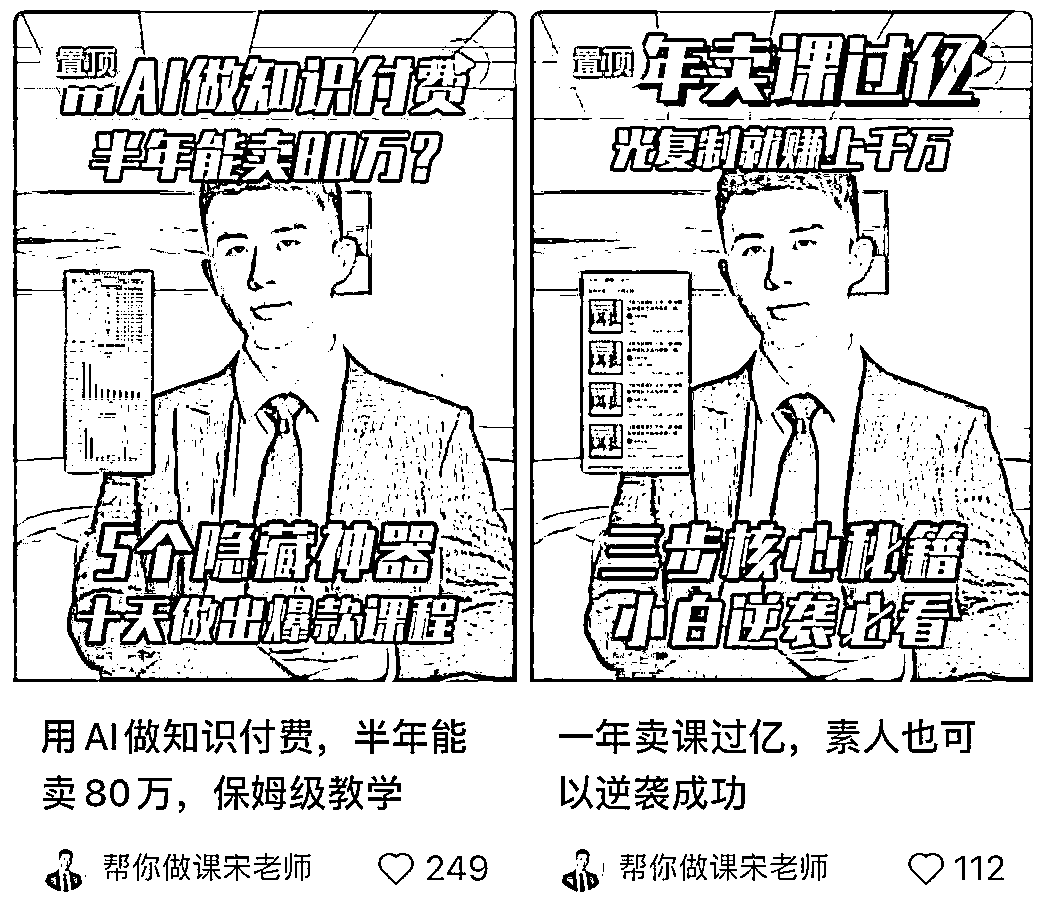 置顶
用AI做知识付费
半年能卖80万？
5个隐藏神器
十天做出爆款课程
用AI做知识付费，半年能
卖80万，保姆级教学
帮你做课宋老师
249
置顶
年卖课过亿
光复制就赚上千万
三步核心秘籍
小白逆袭必看
一年卖课过亿，素人也可
以逆袭成功
帮你做课宋老师
112